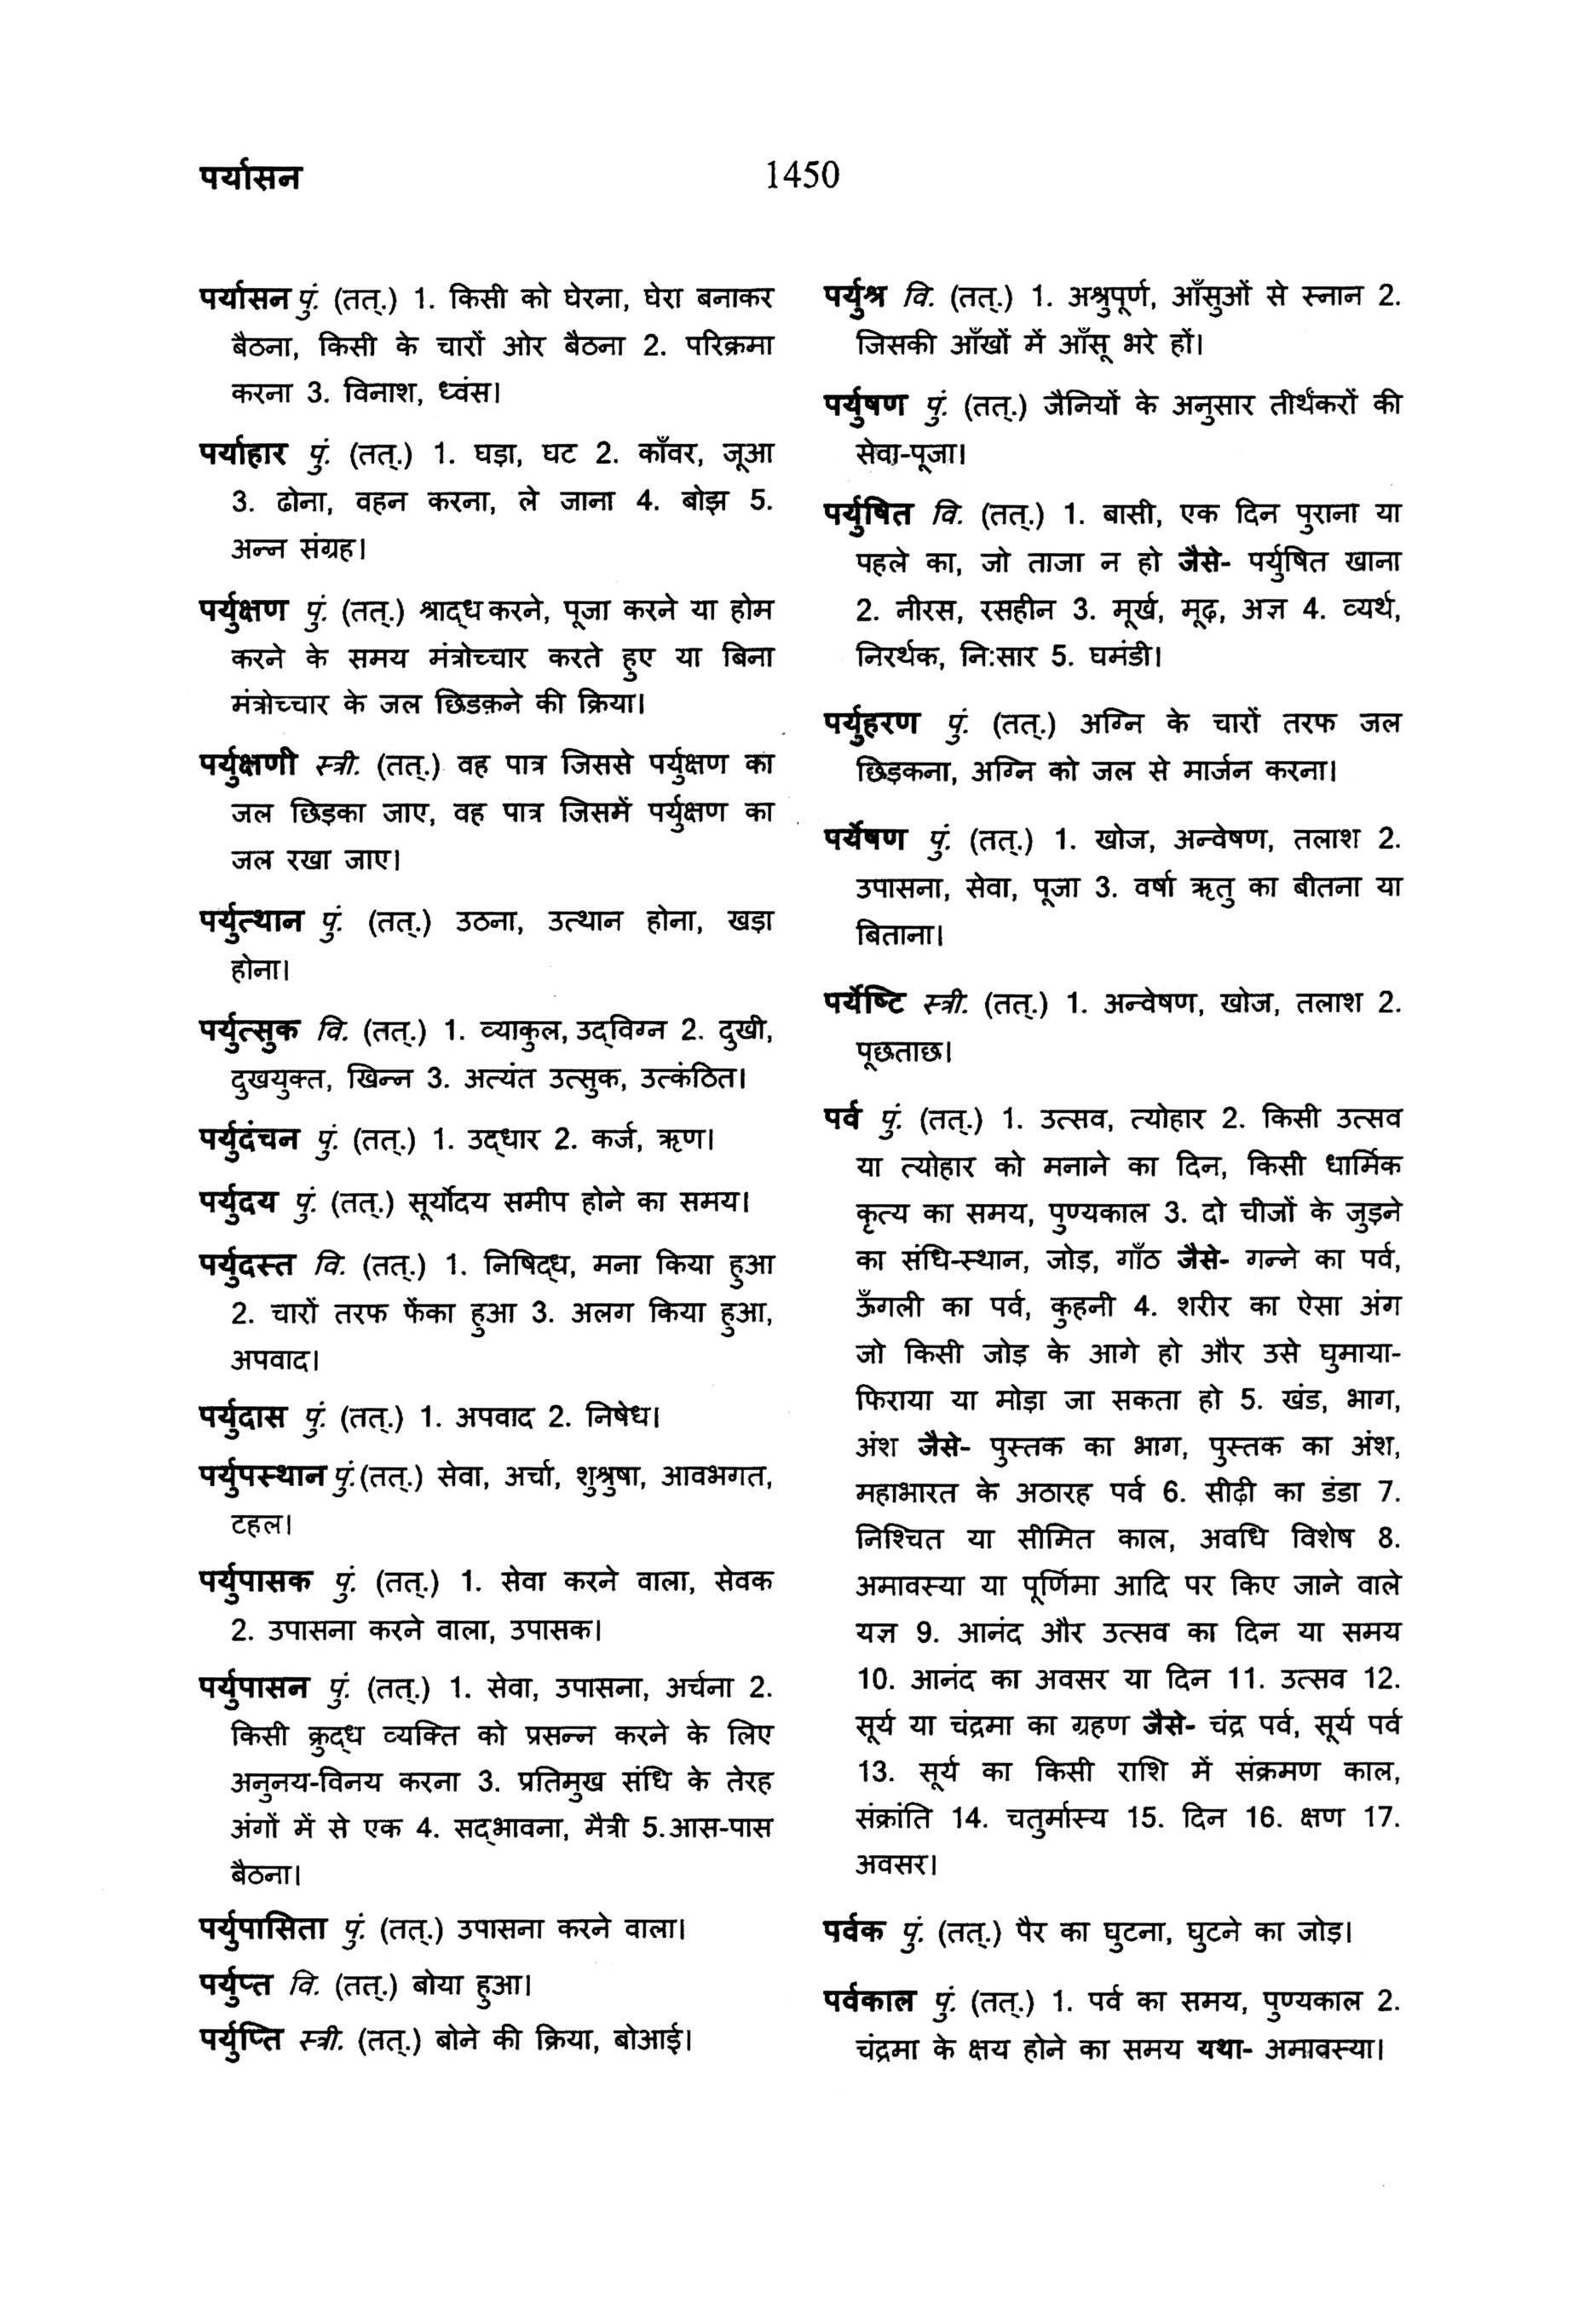 पर्यासन
1450
पर्यासन पुं. (तत्.) 1. किसी को घेरना, घेरा बनाकर
बैठना, किसी के चारों ओर बैठना 2. परिक्रमा
करना 3. विनाश, ध्वंस।
पर्याहार पुं. (तत्.) 1. घड़ा, घट 2. काँवर, जूआ
3. ढोना, वहन करना, ले जाना 4. बोझ 5.
अन्न संग्रह।
पर्युक्षण पुं. (तत्.) श्राद्ध करने, पूजा करने या होम
करने के समय मंत्रोच्चार करते हुए या बिना
मंत्रोच्चार के जल छिडक़ने की क्रिया।
पर्युक्षणी स्त्री. (तत्.) वह पात्र जिससे पर्युक्षण का
जल छिड़का जाए, वह पात्र जिसमें पर्युक्षण का
जल रखा जाए।
पर्युत्थान पुं. (तत्.) उठना, उत्थान होना, खड़ा
होना।
पर्युत्सुक वि. (तत्.) 1. व्याकुल, उद्विग्न 2. दुखी,
दुखयुक्त, खिन्न 3. अत्यंत उत्सुक, उत्कंठित।
पर्युदंचन पुं. (तत्.) 1. उद्धार 2. कर्ज, ऋण।
पर्युदय पुं. (तत्.) सूर्योदय समीप होने का समय।
पर्युदस्त वि. (तत्.) 1. निषिद्ध, मना किया हुआ
2. चारों तरफ फेंका हुआ 3. अलग किया हुआ,
अपवाद।
पर्युदास पुं. (तत्.) 1. अपवाद 2. निषेध।
पर्युपस्थान पुं.(तत्.) सेवा, अर्चा, शुश्रुषा, आवभगत,
टहल।
पर्युपासक पुं. (तत्.) 1. सेवा करने वाला, सेवक
2. उपासना करने वाला, उपासक।
पर्युपासन पुं. (तत्.) 1. सेवा, उपासना, अर्चना 2.
किसी क्रुद्ध व्यक्ति को प्रसन्न करने के लिए
अनुनय-विनय करना 3. प्रतिमुख संधि के तेरह
अंगों में से एक 4. सद्भावना, मैत्री 5.आस-पास
बैठना।
पर्युपासिता पुं. (तत्.) उपासना करने वाला।
पर्युप्त वि. (तत्.) बोया हुआ।
पर्युप्ति स्त्री. (तत्.) बोने की क्रिया, बोआई।
पर्युश्र वि. (तत्.) 1. अश्रुपूर्ण, आँसुओं से स्नान 2.
जिसकी आँखों में आँसू भरे हों।
पर्युषण पुं. (तत्.) जैनियों के अनुसार तीर्थंकरों की
सेवा-पूजा।
पर्युषित वि. (तत्.) 1. बासी, एक दिन पुराना या
पहले का, जो ताजा न हो जैसे- पर्युषित खाना
2. नीरस, रसहीन 3. मूर्ख, मूढ़, अज्ञ 4. व्यर्थ,
निरर्थक, नि:सार 5. घमंडी।
पर्युहरण पुं. (तत्.) अग्नि के चारों तरफ जल
छिड़कना, अग्नि को जल से मार्जन करना।
पर्येषण पुं. (तत्.) 1. खोज, अन्वेषण, तलाश 2.
उपासना, सेवा, पूजा 3. वर्षा ऋतु का बीतना या
बिताना।
पर्येष्टि स्त्री. (तत्.) 1. अन्वेषण, खोज, तलाश 2.
पूछताछ।
पर्व पुं. (तत्.) 1. उत्सव, त्योहार 2. किसी उत्सव
या त्योहार को मनाने का दिन, किसी धार्मिक
कृत्य का समय, पुण्यकाल 3. दो चीजों के जुड़ने
का संधि-स्थान, जोड़, गाँठ जैसे- गन्ने का पर्व,
ऊँगली का पर्व, कुहनी 4. शरीर का ऐसा अंग
जो किसी जोड़ के आगे हो और उसे घुमाया-
फिराया या मोड़ा जा सकता हो 5. खंड, भाग,
अंश जैसे- पुस्तक का भाग, पुस्तक का अंश,
महाभारत के अठारह पर्व 6. सीढ़ी का डंडा 7.
निश्चित या सीमित काल, अवधि विशेष 8.
अमावस्या या पूर्णिमा आदि पर किए जाने वाले
यज्ञ 9. आनंद और उत्सव का दिन या समय
10. आनंद का अवसर या दिन 11. उत्सव 12.
सूर्य या चंद्रमा का ग्रहण जैसे- चंद्र पर्व, सूर्य पर्व
13. सूर्य का किसी राशि में संक्रमण काल,
संक्रांति 14. चतुर्मास्य 15. दिन 16. क्षण 17.
अवसर।
पर्वक पुं. (तत्.) पैर का घुटना, घुटने का जोड़।
पर्वकाल पुं. (तत्.) 1. पर्व का समय, पुण्यकाल 2.
चंद्रमा के क्षय होने का समय यथा- अमावस्या।